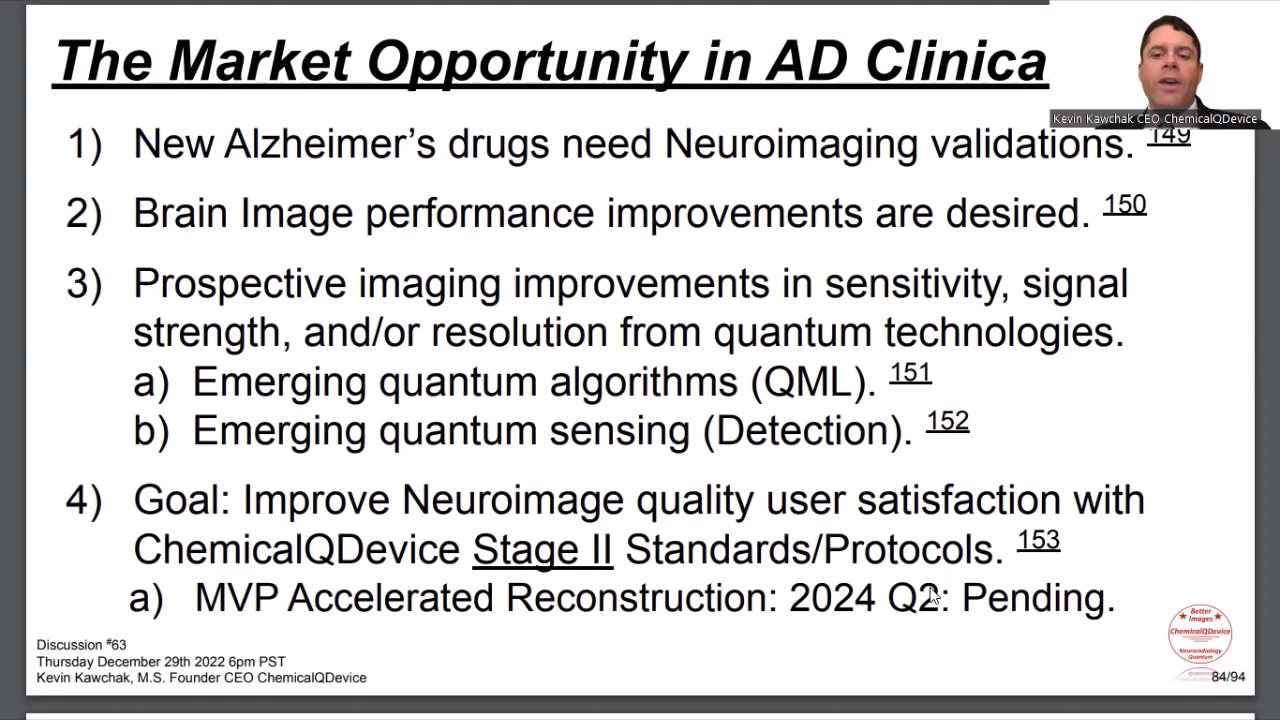 The Market Opportunity in AD Clinica
Kevin Kawchak CEO ChemicalQDevice
1) New Alzheimer's drugs need Neuroimaging validations. 149
2) Brain Image performance improvements are desired. 150
3) Prospective imaging improvements in sensitivity, signal
strength, and/or resolution from quantum technologies.
a) Emerging quantum algorithms (QML). 151
b) Emerging quantum sensing (Detection). 152
4) Goal: Improve Neuroimage quality user satisfaction with
ChemicalQDevice Stage II Standards/Protocols. 153
a) MVP Accelerated Reconstruction: 2024 Q2: Pending.
Better
Images
ChemicalQDevice
Neuroradiology
Quantum
Discussion #63
Thursday December 29th 2022 6pm PST
Kevin Kawchak, M.S. Founder CEO ChemicalQDevice
84/94